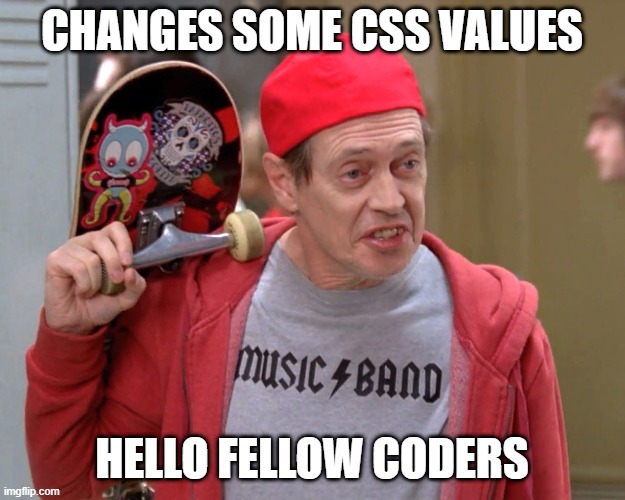 CHANGES SOME CSS VALUES
MUSIC⚡BAND
HELLO FELLOW CODERS
imgflip.com